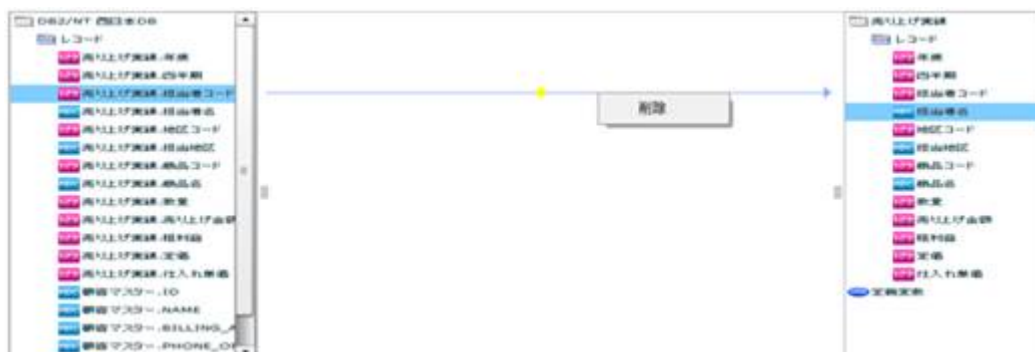 DB2/NT 西日本DB
レコード
売り上げ実績.年度
売り上げ実績.四半期
売り上げ実績.担当者コード
売り上げ実績.担当者名
売り上げ実績.地区コード
売り上げ実績.担当地区
売り上げ実績.商品コード
売り上げ実績.商品名
売り上げ実績.数量
売り上げ実績.売り上げ金額
売り上げ実績.粗利益
売り上げ実績.定価
売り上げ実績.仕入れ単価
顧客マスター.ID
顧客マスター.NAME
顧客マスター.BILLING_A
顧客マスター.PHONE_OF
削除
売り上げ実績
レコード
年度
四半期
担当者コード
担当者名
地区コード
担当地区
商品コード
商品名
数量
売り上げ金額
粗利益
定価
仕入れ単価
定義変数